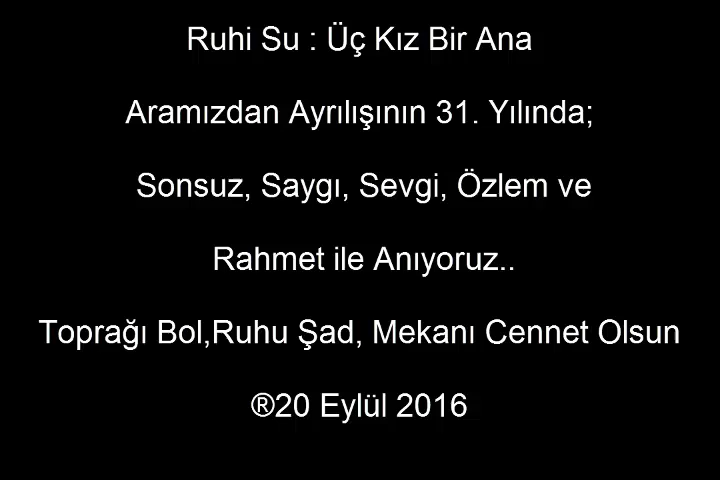 Ruhi Su : Üç Kız Bir Ana
Aramızdan Ayrılışının 31. Yılında;
Sonsuz, Saygı, Sevgi, Özlem ve
Rahmet ile Anıyoruz..
Toprağı Bol,Ruhu Şad, Mekanı Cennet Olsun
®20 Eylül 2016